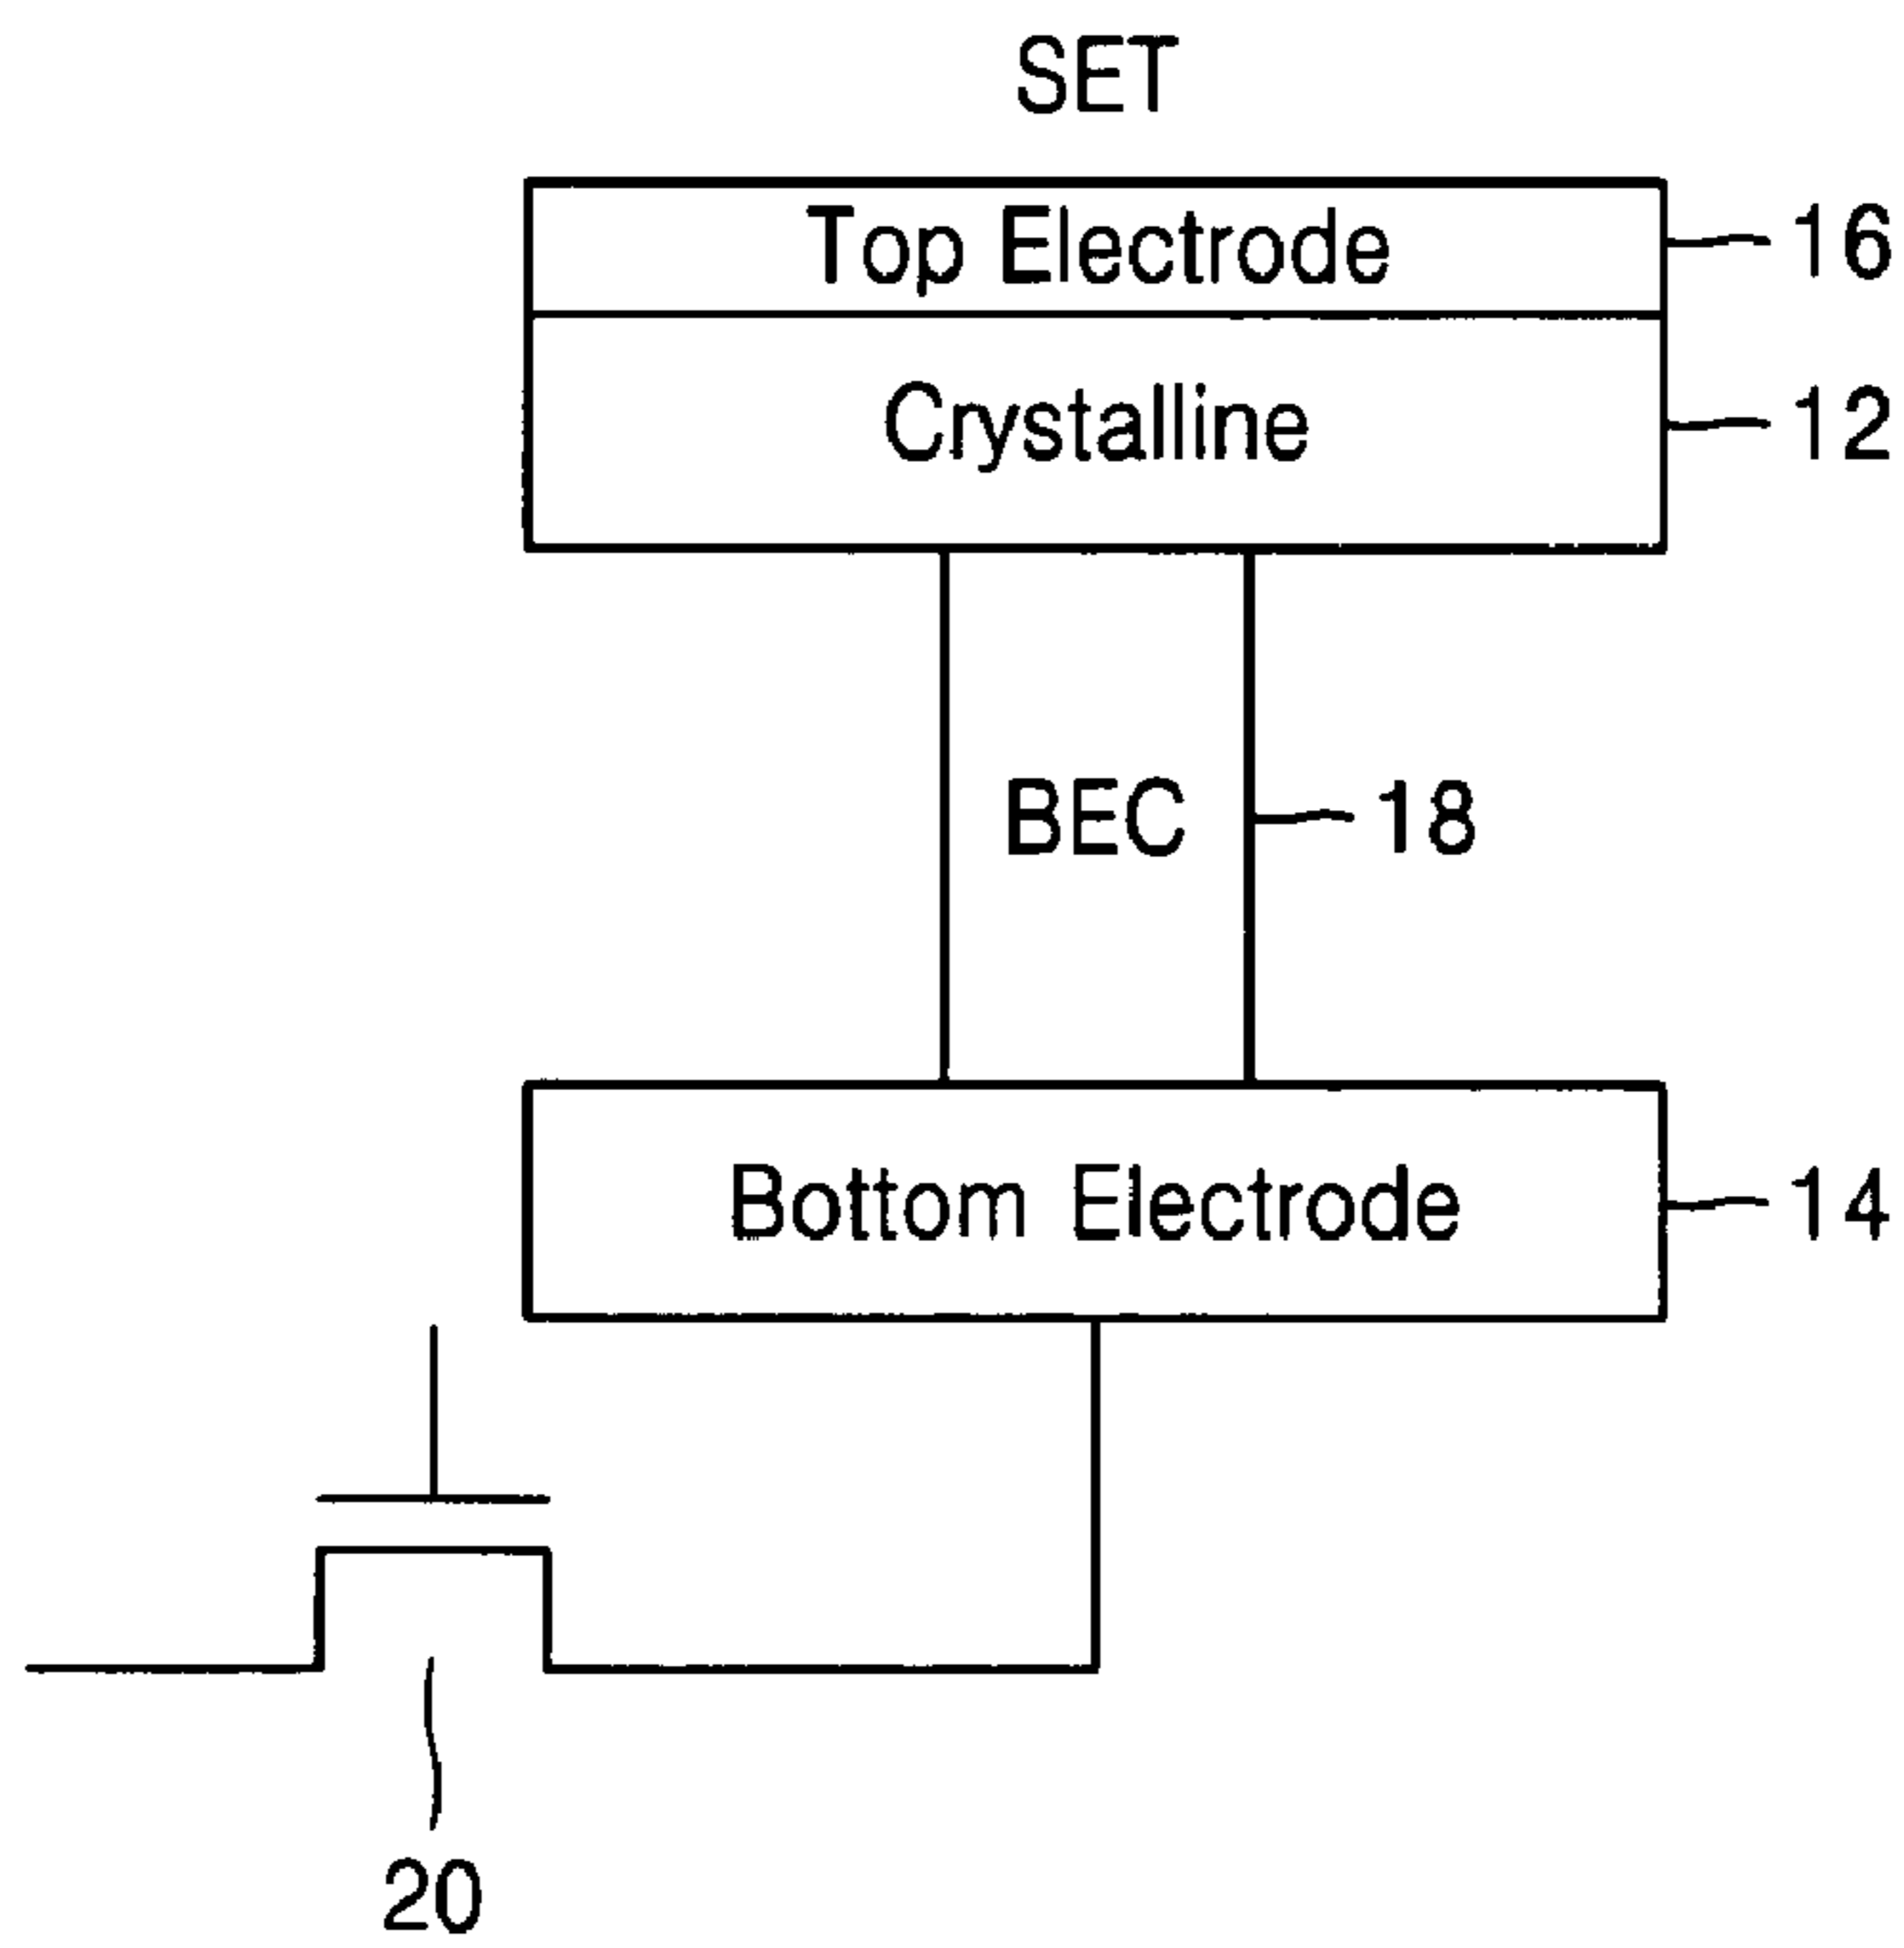 SET
Top Electrode
16
Crystalline
12
BEC
18
Bottom Electrode
14
20